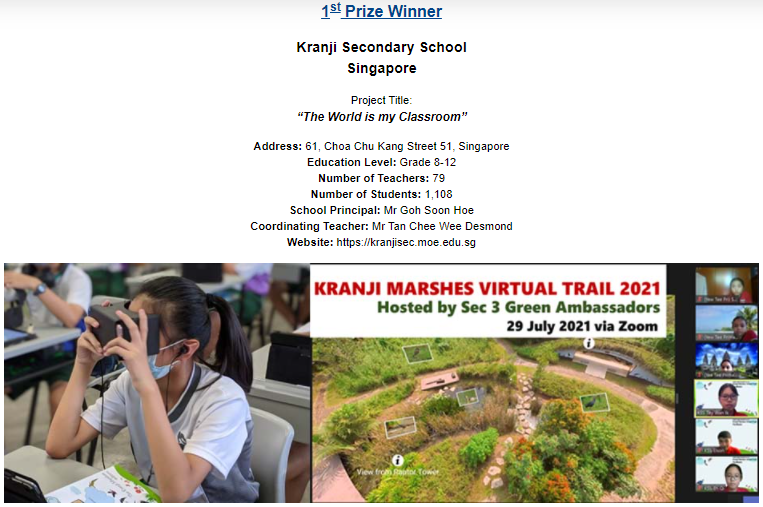 1st Prize Winner
Kranji Secondary School
Singapore
Project Title:
“The World is my Classroom”
Address: 61, Choa Chu Kang Street 51, Singapore
Education Level: Grade 8-12
Number of Teachers: 79
Number of Students: 1,108
School Principal: Mr Goh Soon Hoe
Coordinating Teacher: Mr Tan Chee Wee Desmond
Website: https://kranjisec.moe.edu.sg
KRANJI MARSHES VIRTUAL TRAIL 2021
Hosted by Sec 3 Green Ambassadors
29 July 2021 via Zoom
View from Raptor Tower